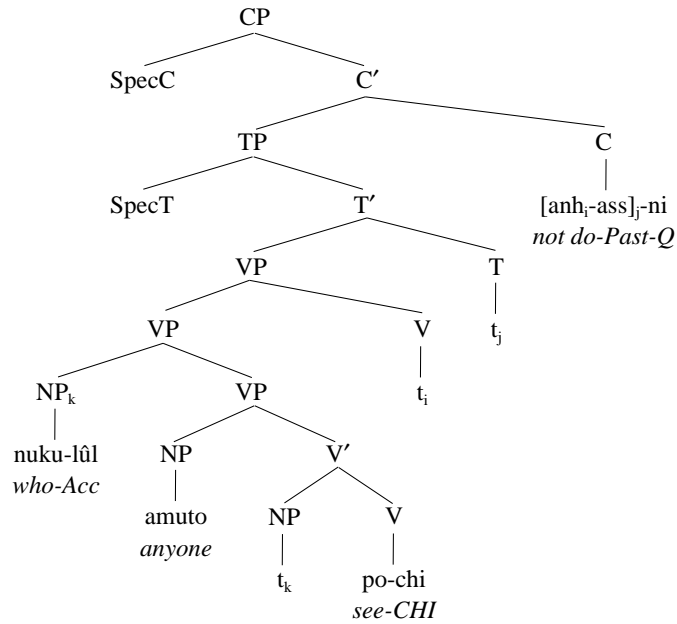 CP
SpecC C′
TP C
SpecT T′ [anhᵢ-ass]ⱼ-ni
not do-Past-Q
VP T
VP V tⱼ
NPₖ VP tᵢ
nuku-lûl NP V′
who-Acc
amuto NP V
anyone
tₖ po-chi
see-CHI